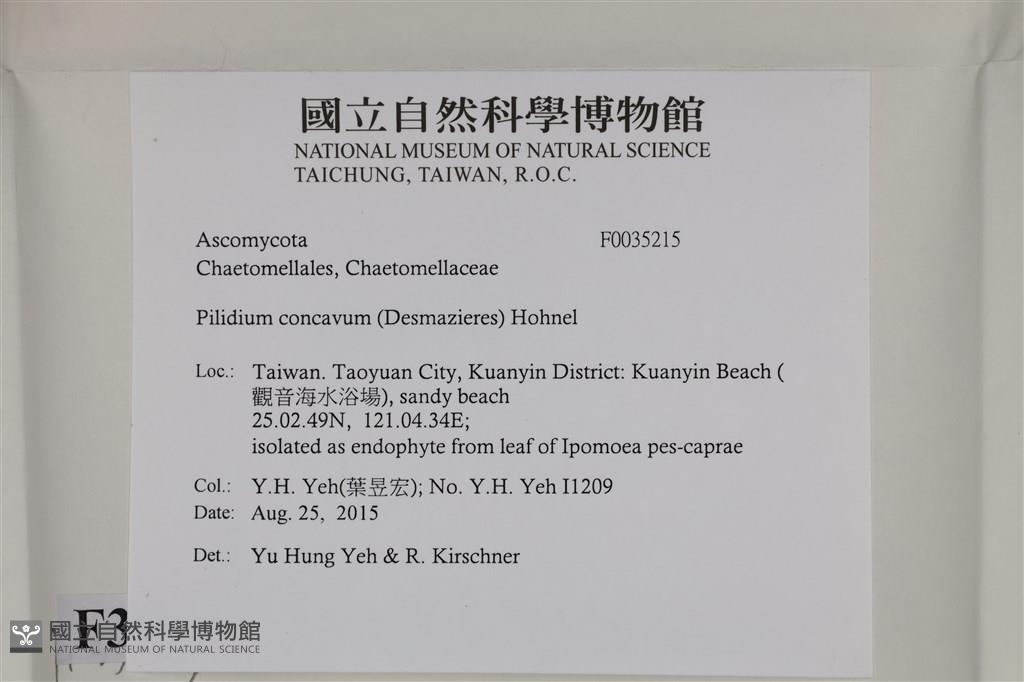 國立自然科學博物館
NATIONAL MUSEUM OF NATURAL SCIENCE
TAICHUNG, TAIWAN, R.O.C.
Ascomycota F0035215
Chaetomellales, Chaetomellaceae
Pilidium concavum (Desmazieres) Hohnel
Loc.: Taiwan. Taoyuan City, Kuanyin District: Kuanyin Beach (
觀音海水浴場), sandy beach
25.02.49N, 121.04.34E;
isolated as endophyte from leaf of Ipomoea pes-caprae
Col.: Y.H. Yeh(葉昱宏); No. Y.H. Yeh I1209
Date: Aug. 25, 2015
Det.: Yu Hung Yeh & R. Kirschner
F3
國立自然科學博物館
NATIONAL MUSEUM OF NATURAL SCIENCE